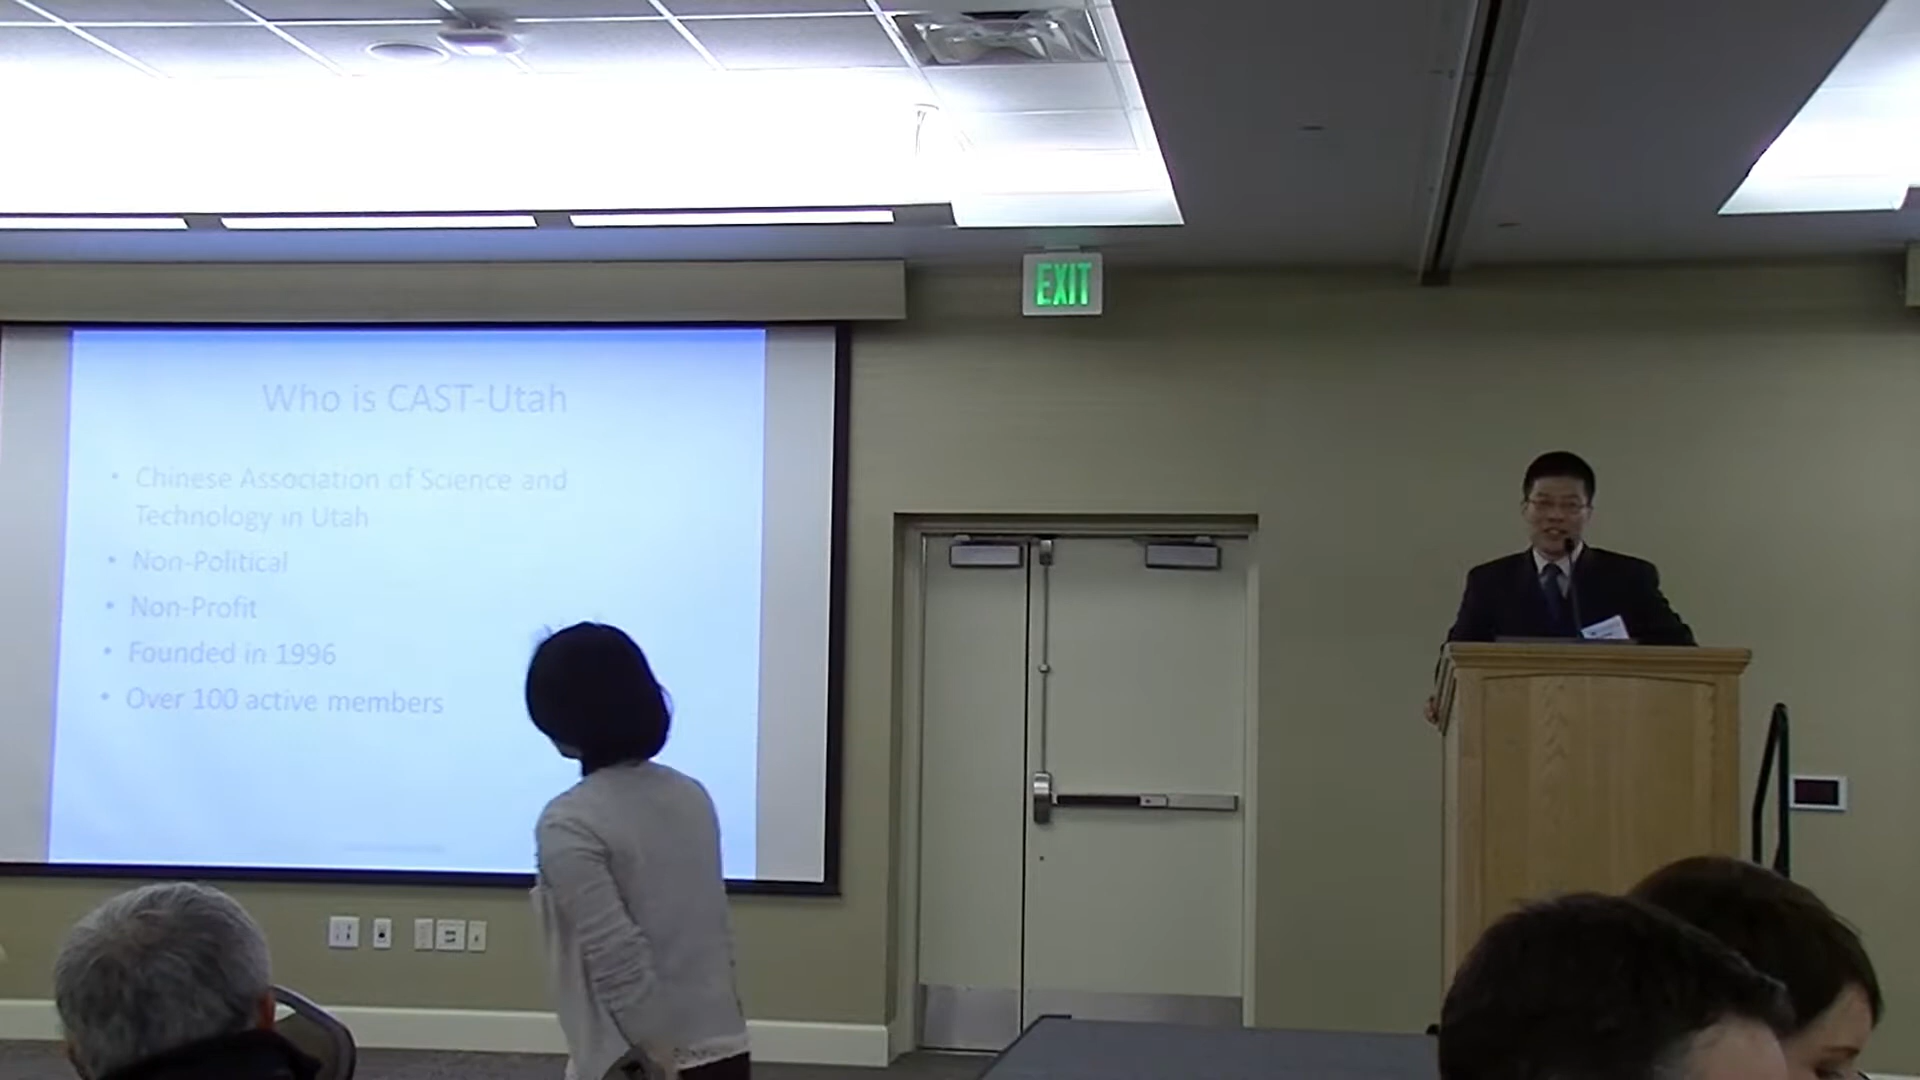 EXIT
Who is CAST-Utah
• Chinese Association of Science and
Technology in Utah
• Non-Political
• Non-Profit
• Founded in 1996
• Over 100 active members